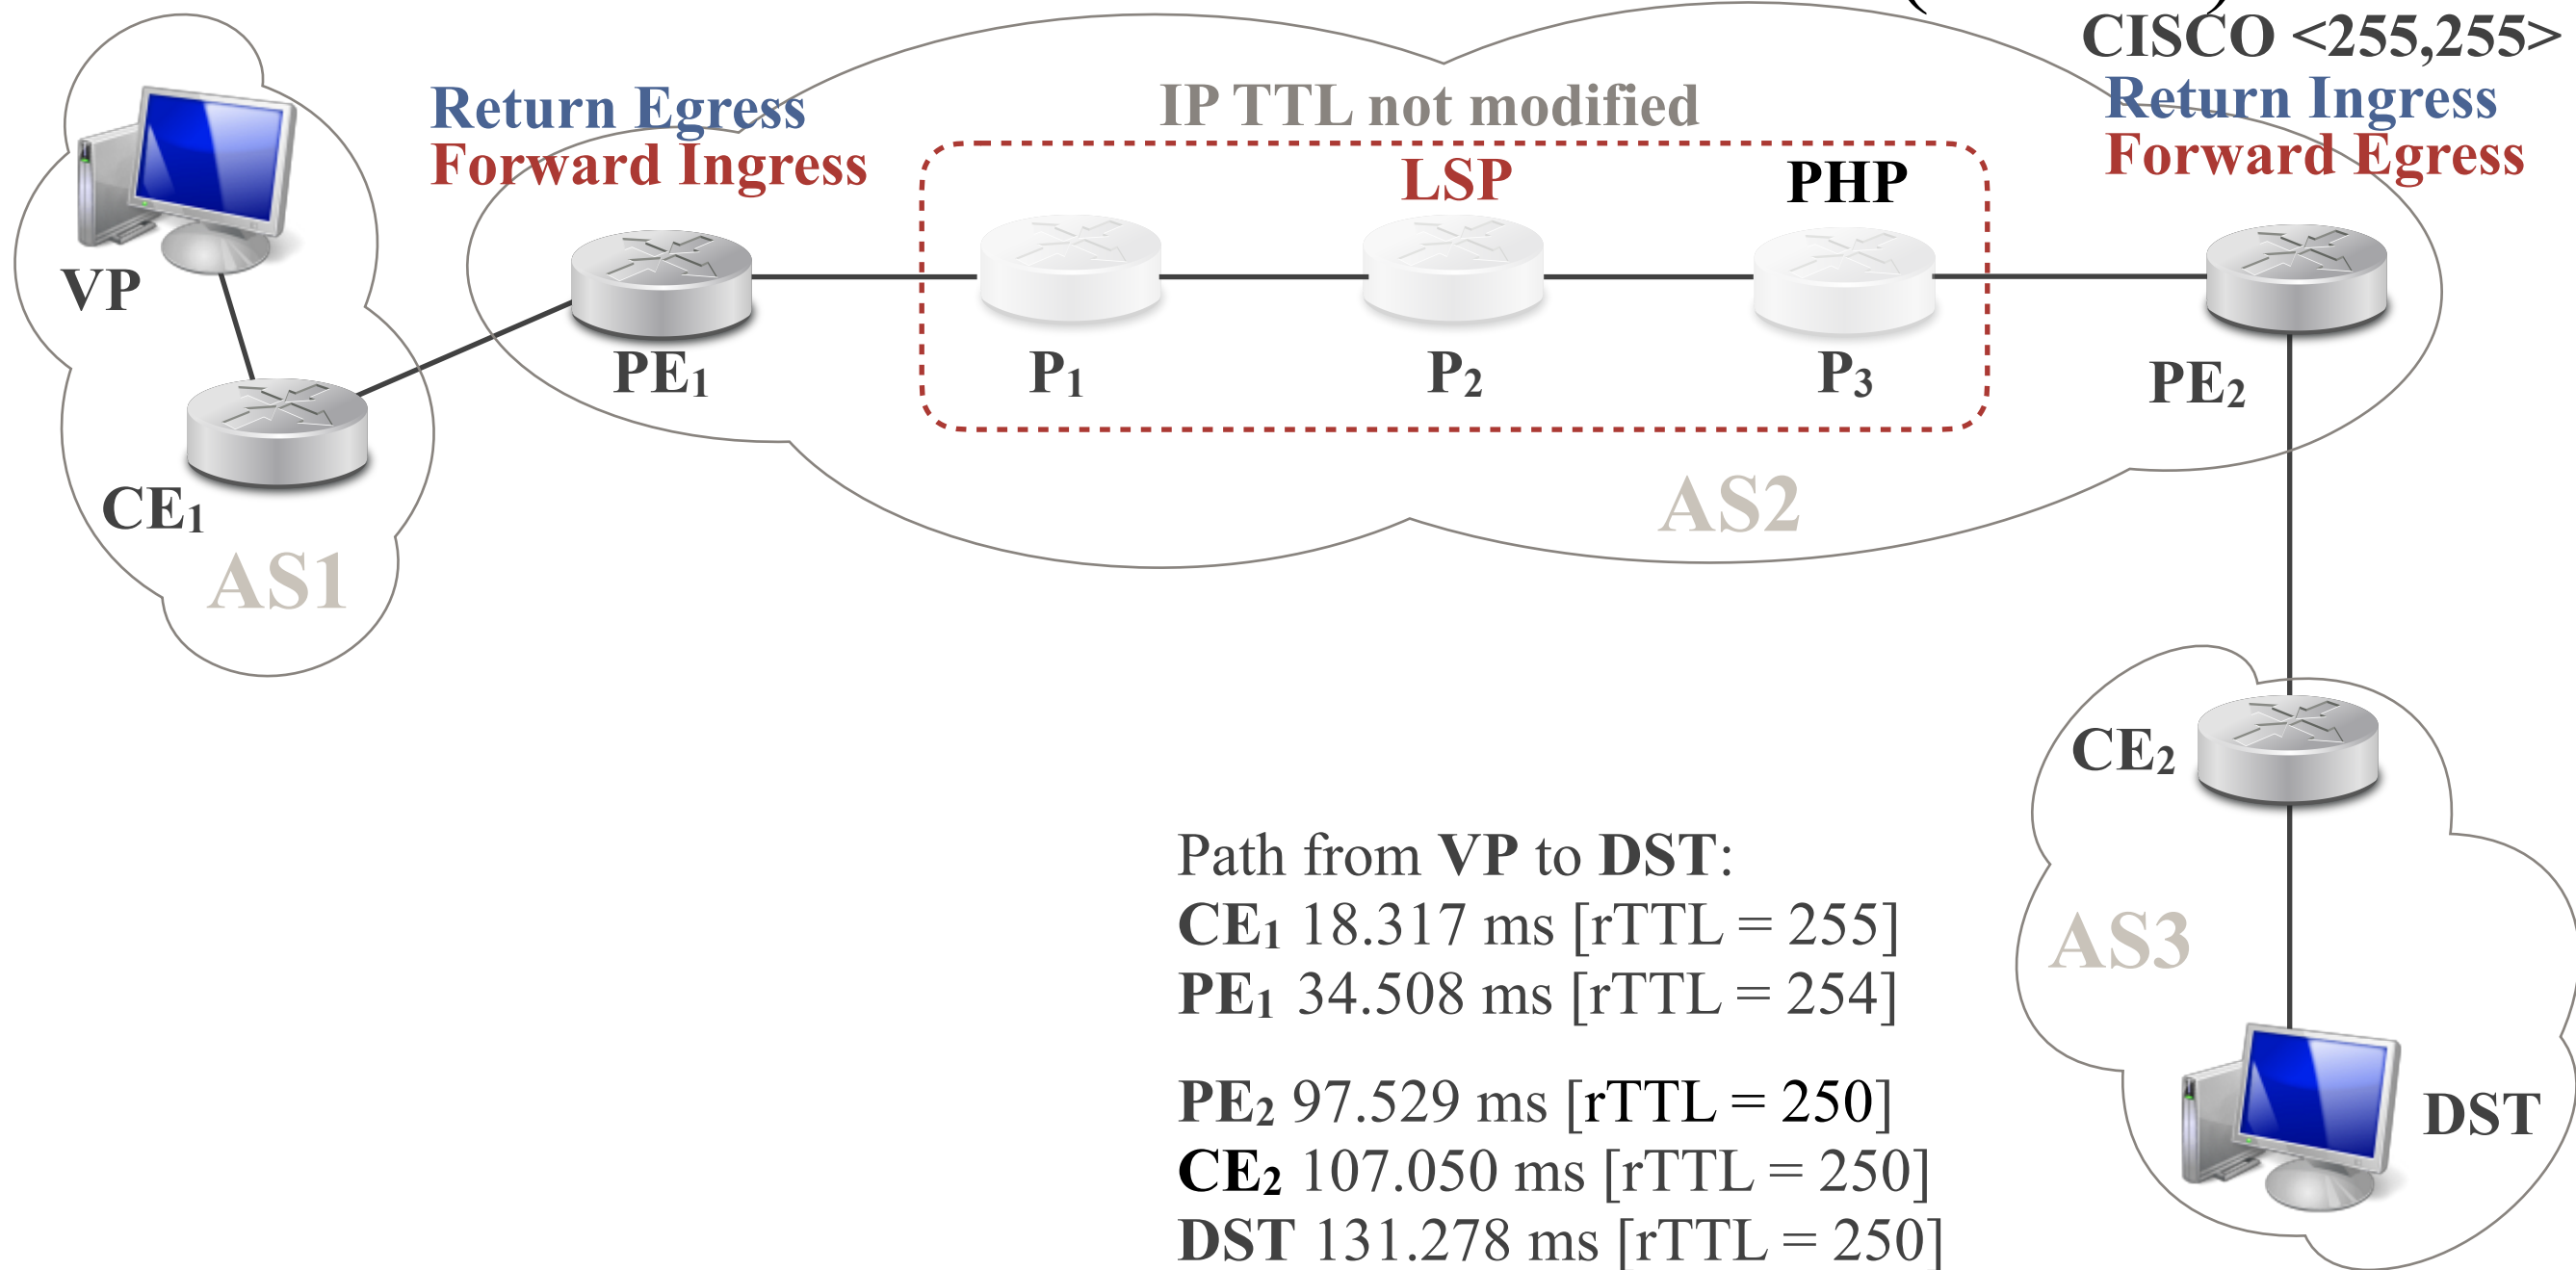 CISCO <255,255>
Return Egress
Forward Ingress
IP TTL not modified
Return Ingress
Forward Egress
LSP
PHP
VP
PE1
P1
P2
P3
PE2
CE1
AS1
AS2
CE2
Path from VP to DST:
CE1 18.317 ms [rTTL = 255]
PE1 34.508 ms [rTTL = 254]
PE2 97.529 ms [rTTL = 250]
CE2 107.050 ms [rTTL = 250]
DST 131.278 ms [rTTL = 250]
AS3
DST